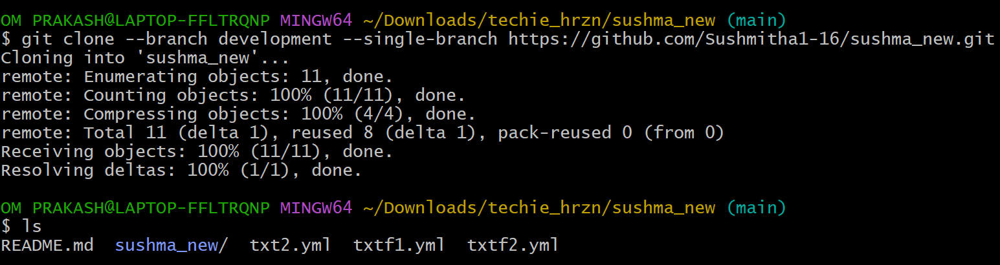 OM PRAKASH@LAPTOP-FFLTRQNP MINGW64 ~/Downloads/techie_hrzn/sushma_new (main)
$ git clone --branch development --single-branch https://github.com/Sushmitha1-16/sushma_new.git
Cloning into 'sushma_new'...
remote: Enumerating objects: 11, done.
remote: Counting objects: 100% (11/11), done.
remote: Compressing objects: 100% (4/4), done.
remote: Total 11 (delta 1), reused 8 (delta 1), pack-reused 0 (from 0)
Receiving objects: 100% (11/11), done.
Resolving deltas: 100% (1/1), done.
OM PRAKASH@LAPTOP-FFLTRQNP MINGW64 ~/Downloads/techie_hrzn/sushma_new (main)
$ ls
README.md  sushma_new/  txt2.yml  txtf1.yml  txtf2.yml